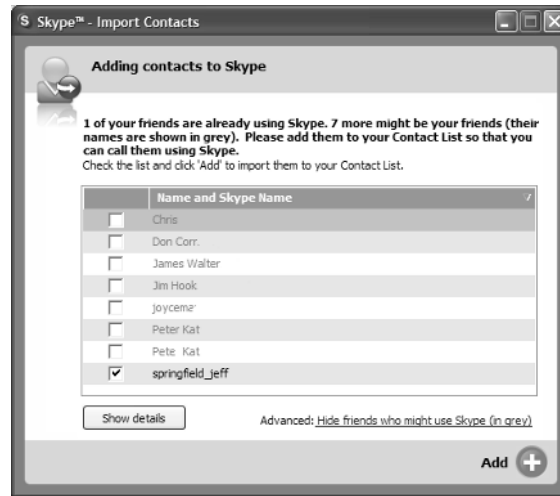 S Skype™ - Import Contacts
Adding contacts to Skype
1 of your friends are already using Skype. 7 more might be your friends (their
names are shown in grey). Please add them to your Contact List so that you
can call them using Skype.
Check the list and click 'Add' to import them to your Contact List.
Name and Skype Name
Chris
Don Corr.
James Walter
Jim Hook
Peter Kat
Pete Kat
springfield_jeff
Show details
Advanced: Hide friends who might use Skype (in grey)
Add